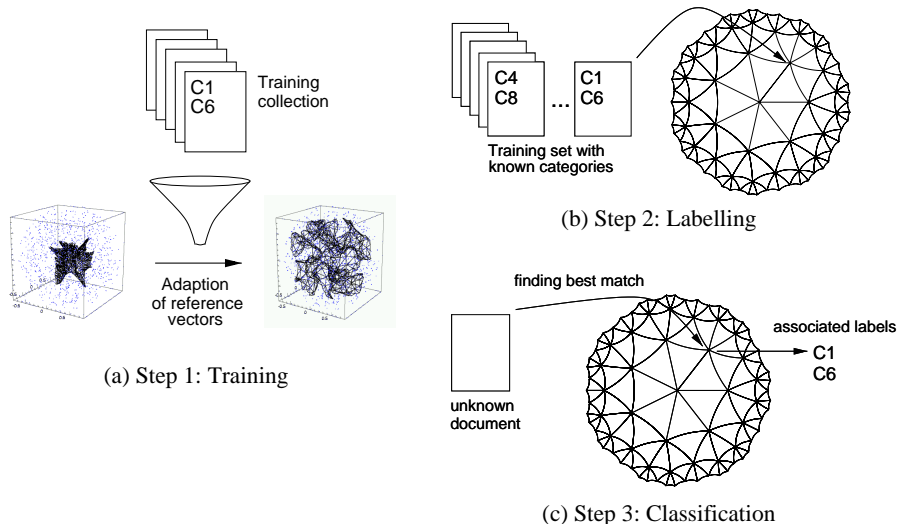 C1
C6
Training
collection
Adaption
of reference
vectors
(a) Step 1: Training
C4
C8
...
C1
C6
Training set with
known categories
(b) Step 2: Labelling
finding best match
unknown
document
associated labels
C1
C6
(c) Step 3: Classification